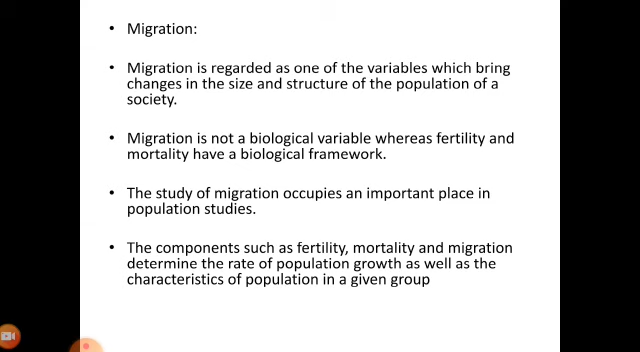 • Migration:
• Migration is regarded as one of the variables which bring
changes in the size and structure of the population of a
society.
• Migration is not a biological variable whereas fertility and
mortality have a biological framework.
• The study of migration occupies an important place in
population studies.
• The components such as fertility, mortality and migration
determine the rate of population growth as well as the
characteristics of population in a given group